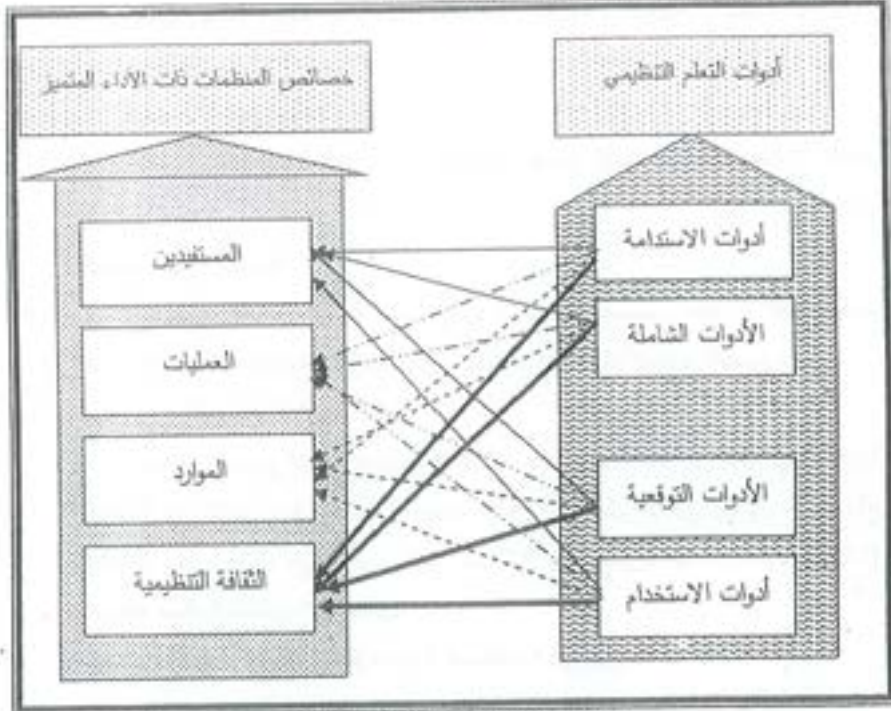 أدوات التعلم التنظيمي
خصائص المنظمات ذات الأداء المتميز
أدوات الاستدامة
الأدوات الشاملة
الأدوات التوقعية
أدوات الاستخدام
المستفيدين
العمليات
الموارد
الثقافة التنظيمية